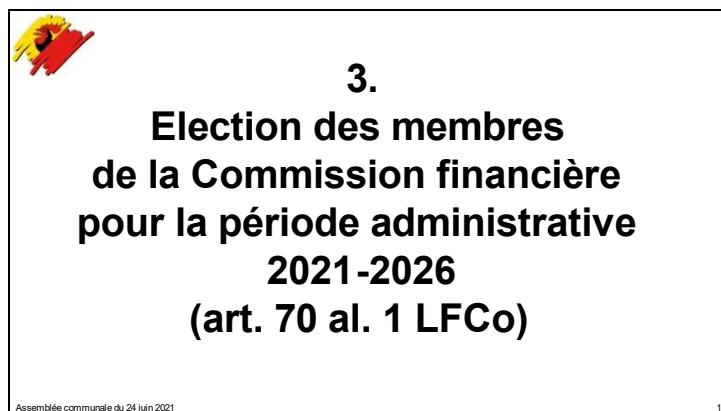 3.
Election des membres
de la Commission financière
pour la période administrative
2021-2026
(art. 70 al. 1 LFCo)
Assemblée communale du 24 juin 2021
1